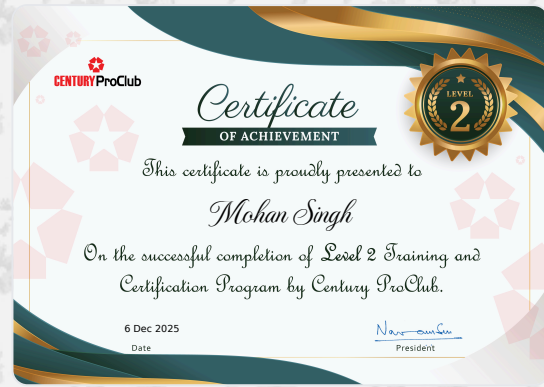 CENTURY ProClub
Certificate
OF ACHIEVEMENT
LEVEL
2
This certificate is proudly presented to
Mohan Singh
On the successful completion of Level 2 Training and
Certification Program by Century ProClub.
6 Dec 2025
Date
President